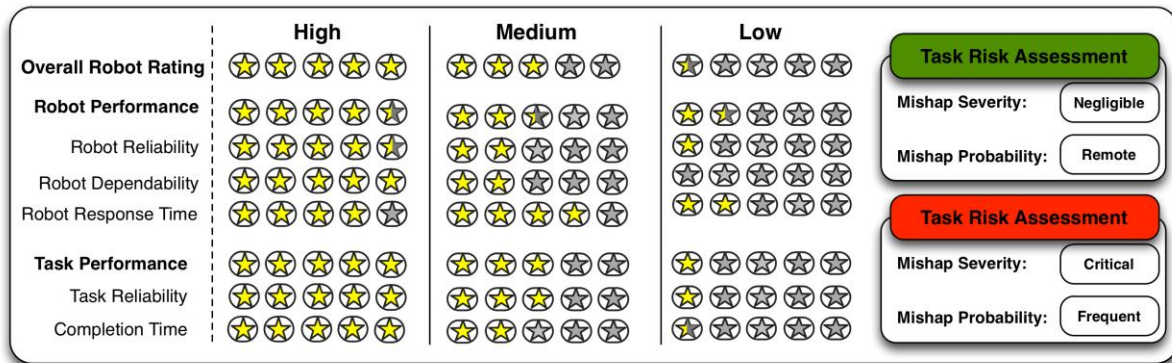 High Medium Low
Overall Robot Rating
Robot Performance
Robot Reliability
Robot Dependability
Robot Response Time
Task Performance
Task Reliability
Completion Time
Task Risk Assessment
Mishap Severity: Negligible
Mishap Probability: Remote
Task Risk Assessment
Mishap Severity: Critical
Mishap Probability: Frequent